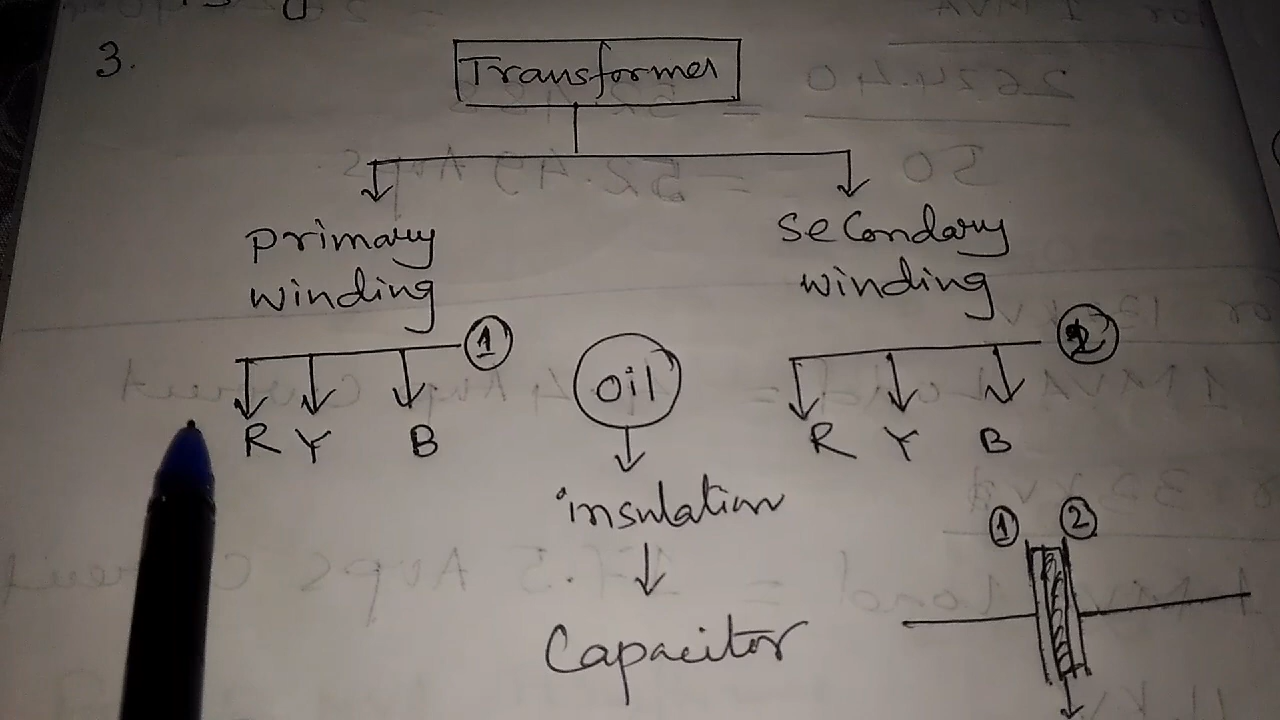 3.
Transformer
primary
winding
secondary
winding
1
2
R Y B
oil
R Y B
insulation
1 2
Capacitor